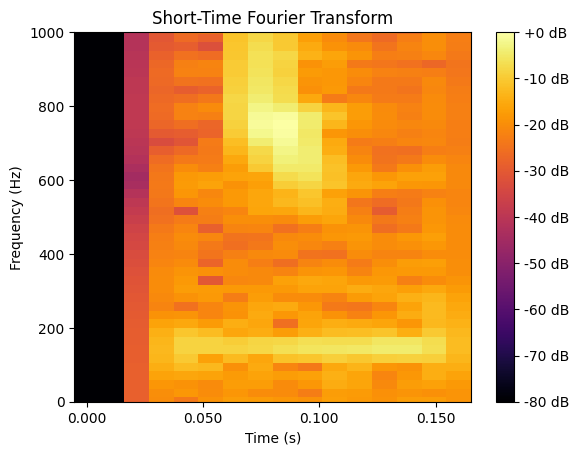 Short-Time Fourier Transform
Frequency (Hz)
1000
800
600
400
200
0
0.000
0.050
0.100
0.150
Time (s)
+0 dB
-10 dB
-20 dB
-30 dB
-40 dB
-50 dB
-60 dB
-70 dB
-80 dB